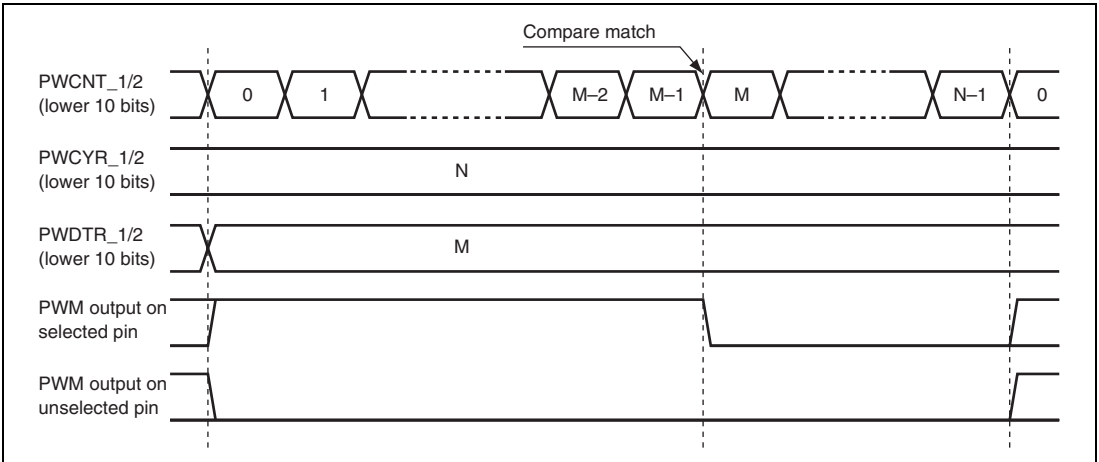 Compare match
PWCNT_1/2
(lower 10 bits)
0 1 M–2 M–1 M N–1 0
PWCYR_1/2
(lower 10 bits)
N
PWDTR_1/2
(lower 10 bits)
M
PWM output on
selected pin
PWM output on
unselected pin